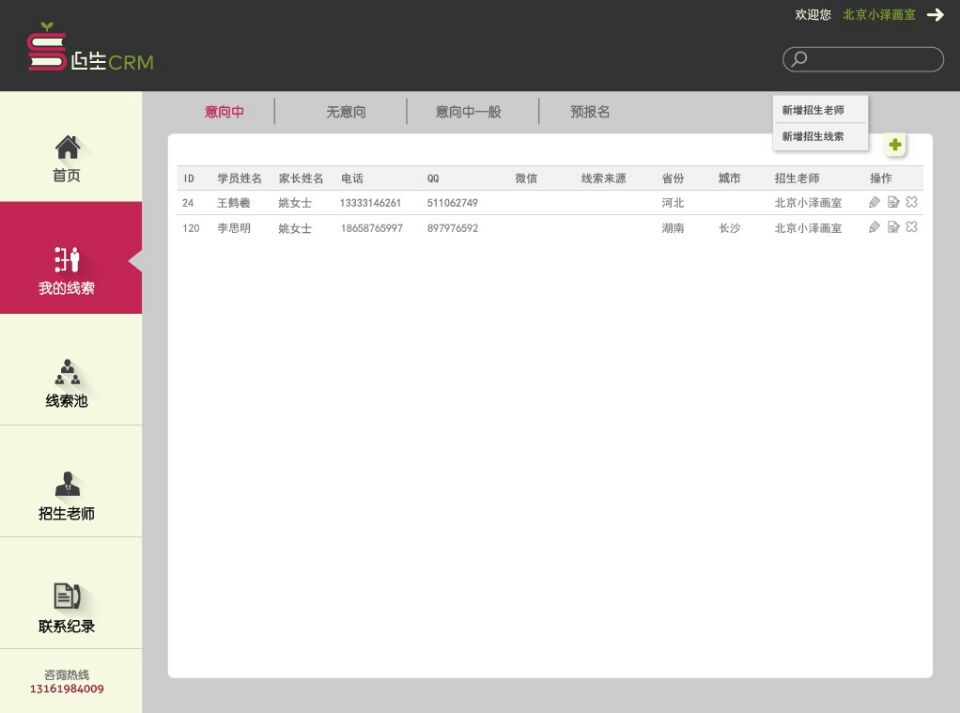 欢迎您 北京小泽画室
CRM
首页
我的线索
线索池
招生老师
联系纪录
咨询热线
13161984009
意向中 无意向 意向中一般 预报名
新增招生老师
新增招生线索
ID 学员姓名 家长姓名 电话 QQ 微信 线索来源 省份 城市 招生老师 操作
24 王鹤羲 姚女士 13333146261 511062749 河北 北京小泽画室
120 李思明 姚女士 18658765997 897976592 湖南 长沙 北京小泽画室